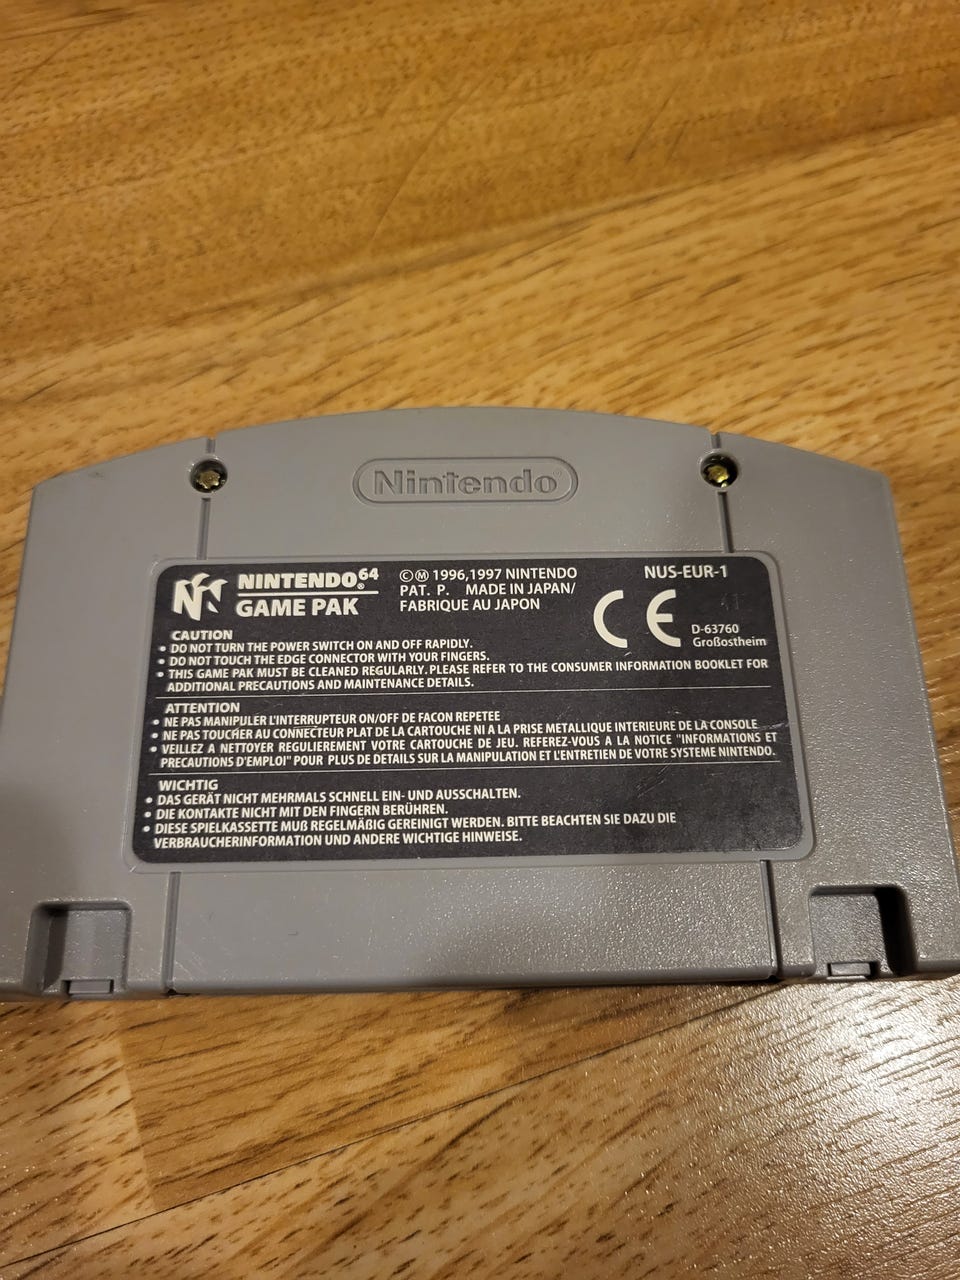 Nintendo®
NINTENDO®64
GAME PAK
©Ⓜ 1996,1997 NINTENDO
PAT. P. MADE IN JAPAN/
FABRIQUE AU JAPON
NUS-EUR-1
CE
D-63760
Großostheim
CAUTION
• DO NOT TURN THE POWER SWITCH ON AND OFF RAPIDLY.
• DO NOT TOUCH THE EDGE CONNECTOR WITH YOUR FINGERS.
• THIS GAME PAK MUST BE CLEANED REGULARLY. PLEASE REFER TO THE CONSUMER INFORMATION BOOKLET FOR
ADDITIONAL PRECAUTIONS AND MAINTENANCE DETAILS.
ATTENTION
• NE PAS MANIPULER L'INTERRUPTEUR ON/OFF DE FACON REPETEE
• NE PAS TOUCHER AU CONNECTEUR PLAT DE LA CARTOUCHE NI A LA PRISE METALLIQUE INTERIEURE DE LA CONSOLE
• VEILLEZ A NETTOYER REGULIEREMENT VOTRE CARTOUCHE DE JEU. REFEREZ-VOUS A LA NOTICE "INFORMATIONS ET
PRECAUTIONS D'EMPLOI" POUR PLUS DE DETAILS SUR LA MANIPULATION ET L'ENTRETIEN DE VOTRE SYSTEME NINTENDO.
WICHTIG
• DAS GERÄT NICHT MEHRMALS SCHNELL EIN- UND AUSSCHALTEN.
• DIE KONTAKTE NICHT MIT DEN FINGERN BERÜHREN.
• DIESE SPIELKASSETTE MUß REGELMÄßIG GEREINIGT WERDEN. BITTE BEACHTEN SIE DAZU DIE
VERBRAUCHERINFORMATION UND ANDERE WICHTIGE HINWEISE.